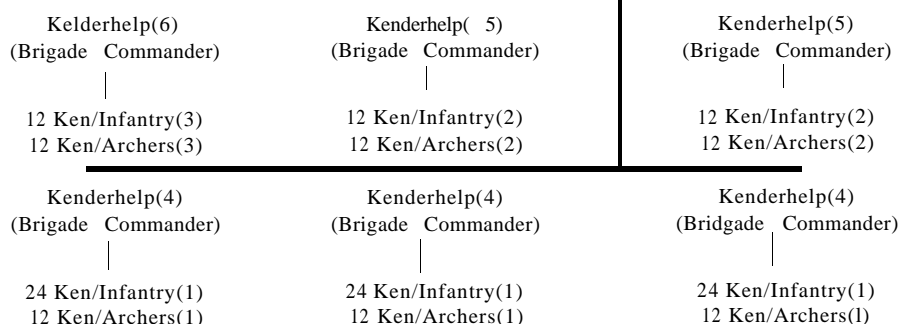 Kelderhelp(6)
(Brigade Commander)
12 Ken/Infantry(3)
12 Ken/Archers(3)
Kenderhelp( 5)
(Brigade Commander)
12 Ken/Infantry(2)
12 Ken/Archers(2)
Kenderhelp(5)
(Brigade Commander)
12 Ken/Infantry(2)
12 Ken/Archers(2)
Kenderhelp(4)
(Brigade Commander)
24 Ken/Infantry(1)
12 Ken/Archers(1)
Kenderhelp(4)
(Brigade Commander)
24 Ken/Infantry(1)
12 Ken/Archers(1)
Kenderhelp(4)
(Bridgade Commander)
24 Ken/Infantry(1)
12 Ken/Archers(l)